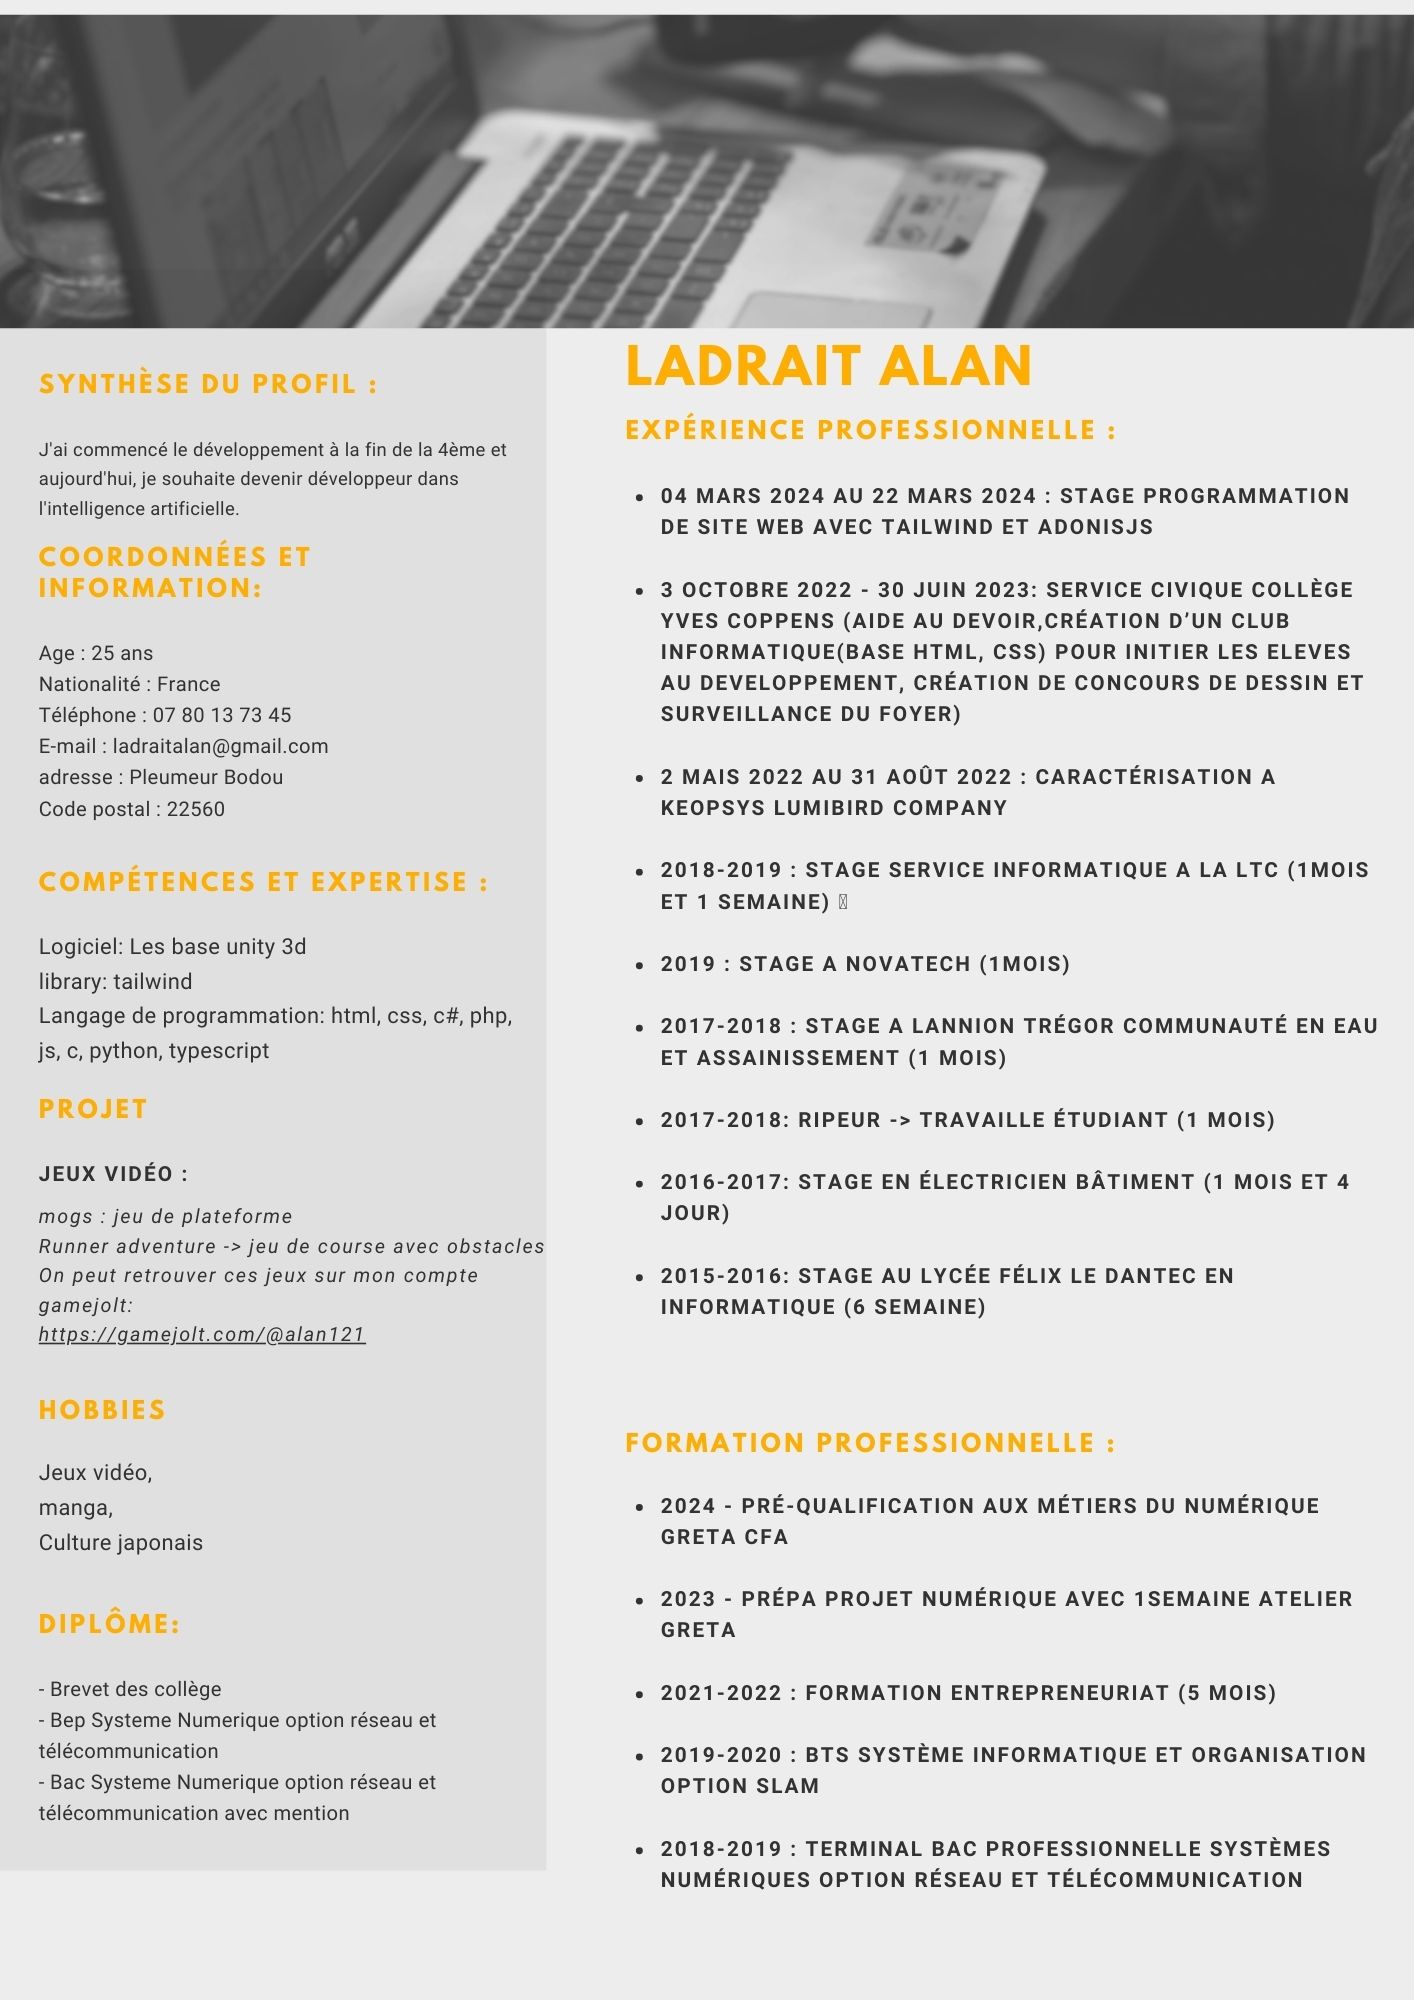 SYNTHÈSE DU PROFIL :
J'ai commencé le développement à la fin de la 4ème et
aujourd'hui, je souhaite devenir développeur dans
l'intelligence artificielle.
COORDONNÉES ET
INFORMATION:
Age : 25 ans
Nationalité : France
Téléphone : 07 80 13 73 45
E-mail : ladraitalan@gmail.com
adresse : Pleumeur Bodou
Code postal : 22560
COMPÉTENCES ET EXPERTISE :
Logiciel: Les base unity 3d
library: tailwind
Langage de programmation: html, css, c#, php,
js, c, python, typescript
PROJET
JEUX VIDÉO :
mogs : jeu de plateforme
Runner adventure -> jeu de course avec obstacles
On peut retrouver ces jeux sur mon compte
gamejolt:
https://gamejolt.com/@alan121
HOBBIES
Jeux vidéo,
manga,
Culture japonais
DIPLÔME:
- Brevet des collège
- Bep Systeme Numerique option réseau et
télécommunication
- Bac Systeme Numerique option réseau et
télécommunication avec mention
LADRAIT ALAN
EXPÉRIENCE PROFESSIONNELLE :
• 04 MARS 2024 AU 22 MARS 2024 : STAGE PROGRAMMATION
DE SITE WEB AVEC TAILWIND ET ADONISJS
• 3 OCTOBRE 2022 - 30 JUIN 2023: SERVICE CIVIQUE COLLÈGE
YVES COPPENS (AIDE AU DEVOIR,CRÉATION D’UN CLUB
INFORMATIQUE(BASE HTML, CSS) POUR INITIER LES ELEVES
AU DEVELOPPEMENT, CRÉATION DE CONCOURS DE DESSIN ET
SURVEILLANCE DU FOYER)
• 2 MAIS 2022 AU 31 AOÛT 2022 : CARACTÉRISATION A
KEOPSYS LUMIBIRD COMPANY
• 2018-2019 : STAGE SERVICE INFORMATIQUE A LA LTC (1MOIS
ET 1 SEMAINE)
• 2019 : STAGE A NOVATECH (1MOIS)
• 2017-2018 : STAGE A LANNION TRÉGOR COMMUNAUTÉ EN EAU
ET ASSAINISSEMENT (1 MOIS)
• 2017-2018: RIPEUR -> TRAVAILLE ÉTUDIANT (1 MOIS)
• 2016-2017: STAGE EN ÉLECTRICIEN BÂTIMENT (1 MOIS ET 4
JOUR)
• 2015-2016: STAGE AU LYCÉE FÉLIX LE DANTEC EN
INFORMATIQUE (6 SEMAINE)
FORMATION PROFESSIONNELLE :
• 2024 - PRÉ-QUALIFICATION AUX MÉTIERS DU NUMÉRIQUE
GRETA CFA
• 2023 - PRÉPA PROJET NUMÉRIQUE AVEC 1SEMAINE ATELIER
GRETA
• 2021-2022 : FORMATION ENTREPRENEURIAT (5 MOIS)
• 2019-2020 : BTS SYSTÈME INFORMATIQUE ET ORGANISATION
OPTION SLAM
• 2018-2019 : TERMINAL BAC PROFESSIONNELLE SYSTÈMES
NUMÉRIQUES OPTION RÉSEAU ET TÉLÉCOMMUNICATION